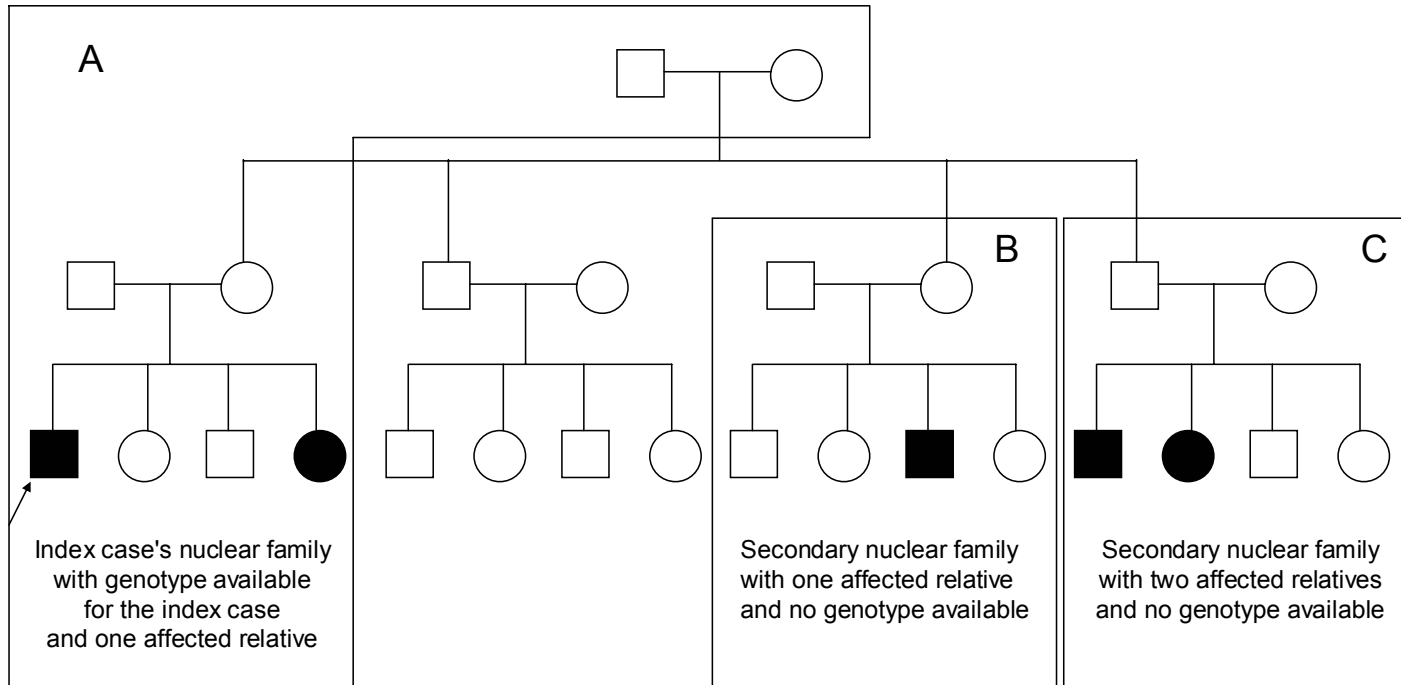 A
B
C
Index case's nuclear family
with genotype available
for the index case
and one affected relative
Secondary nuclear family
with one affected relative
and no genotype available
Secondary nuclear family
with two affected relatives
and no genotype available